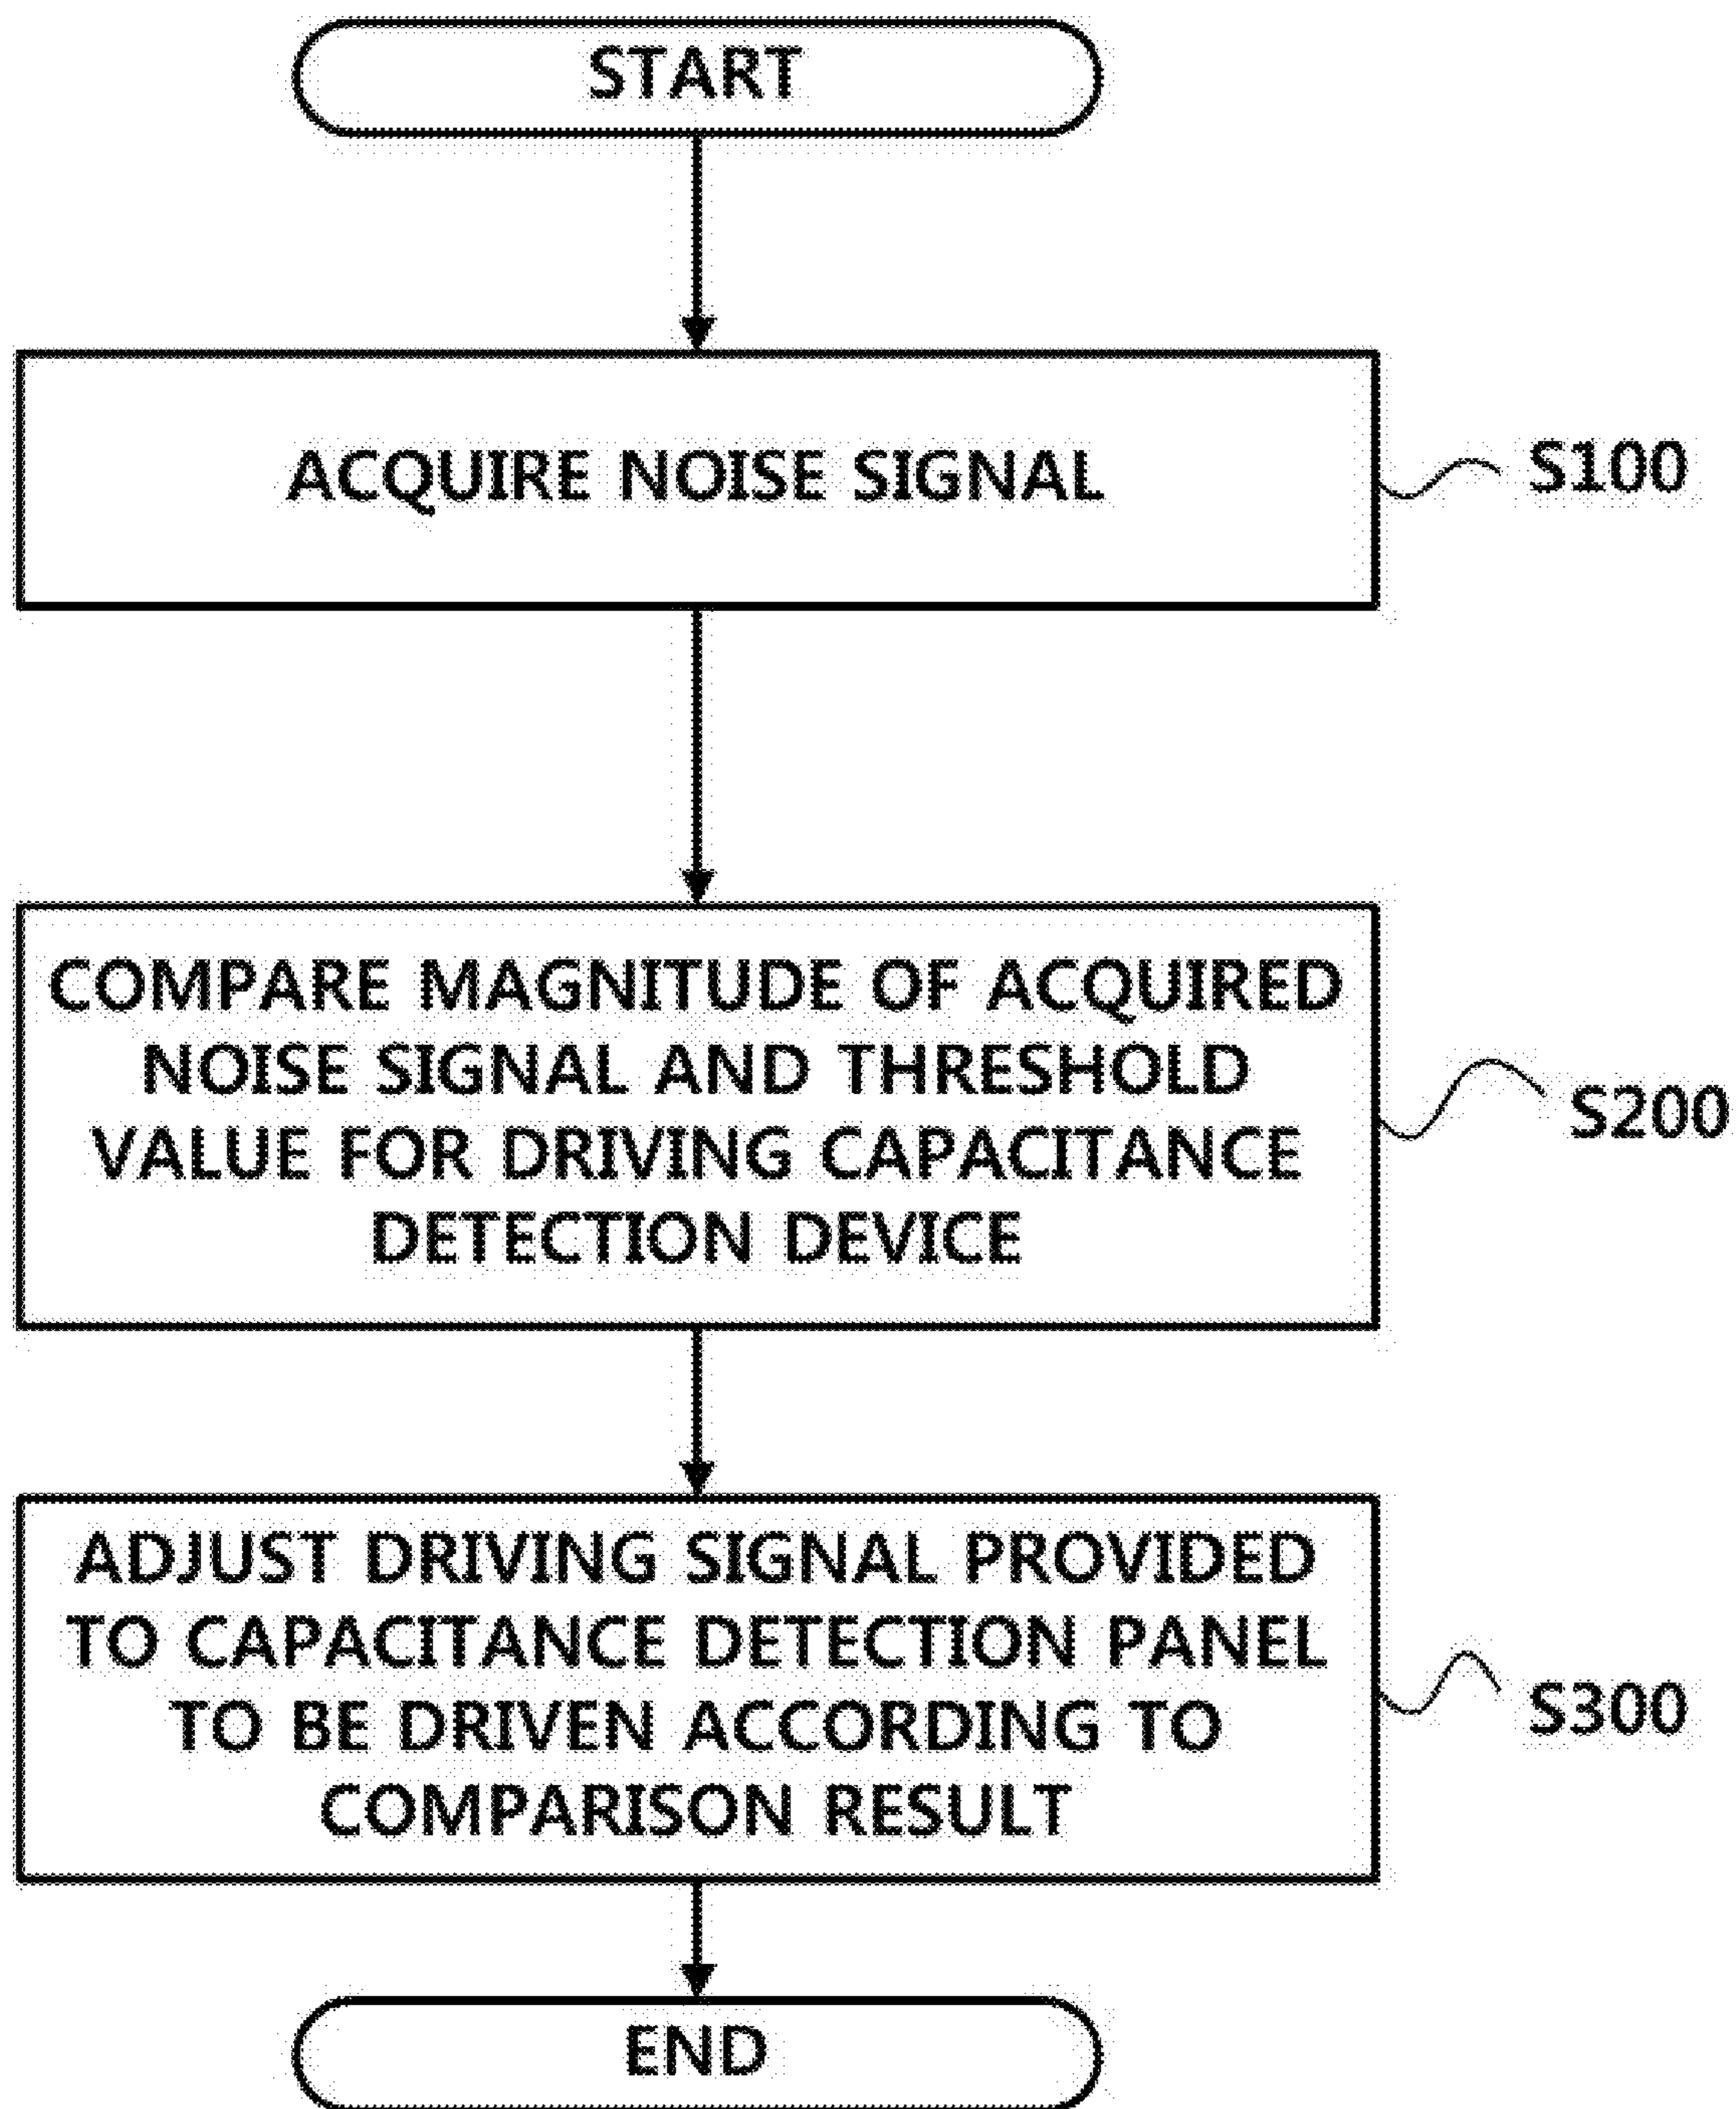 START
ACQUIRE NOISE SIGNAL
S100
COMPARE MAGNITUDE OF ACQUIRED
NOISE SIGNAL AND THRESHOLD
VALUE FOR DRIVING CAPACITANCE
DETECTION DEVICE
S200
ADJUST DRIVING SIGNAL PROVIDED
TO CAPACITANCE DETECTION PANEL
TO BE DRIVEN ACCORDING TO
COMPARISON RESULT
S300
END